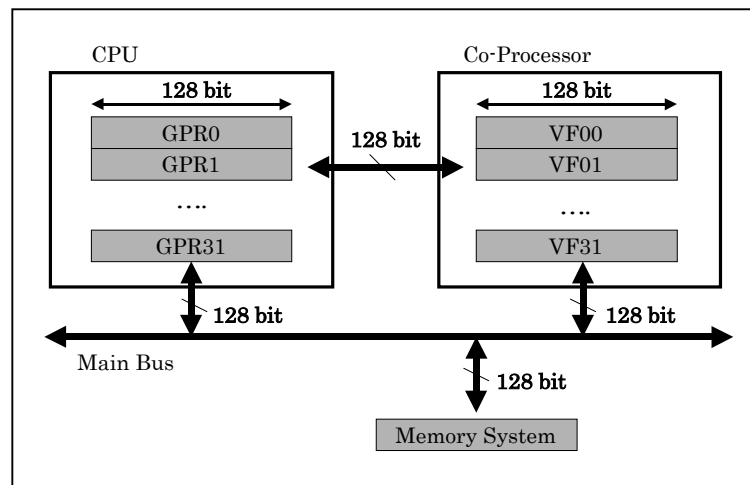 CPU
Co-Processor
128 bit
128 bit
GPR0
GPR1
....
GPR31
128 bit
VF00
VF01
....
VF31
128 bit
128 bit
Main Bus
128 bit
Memory System